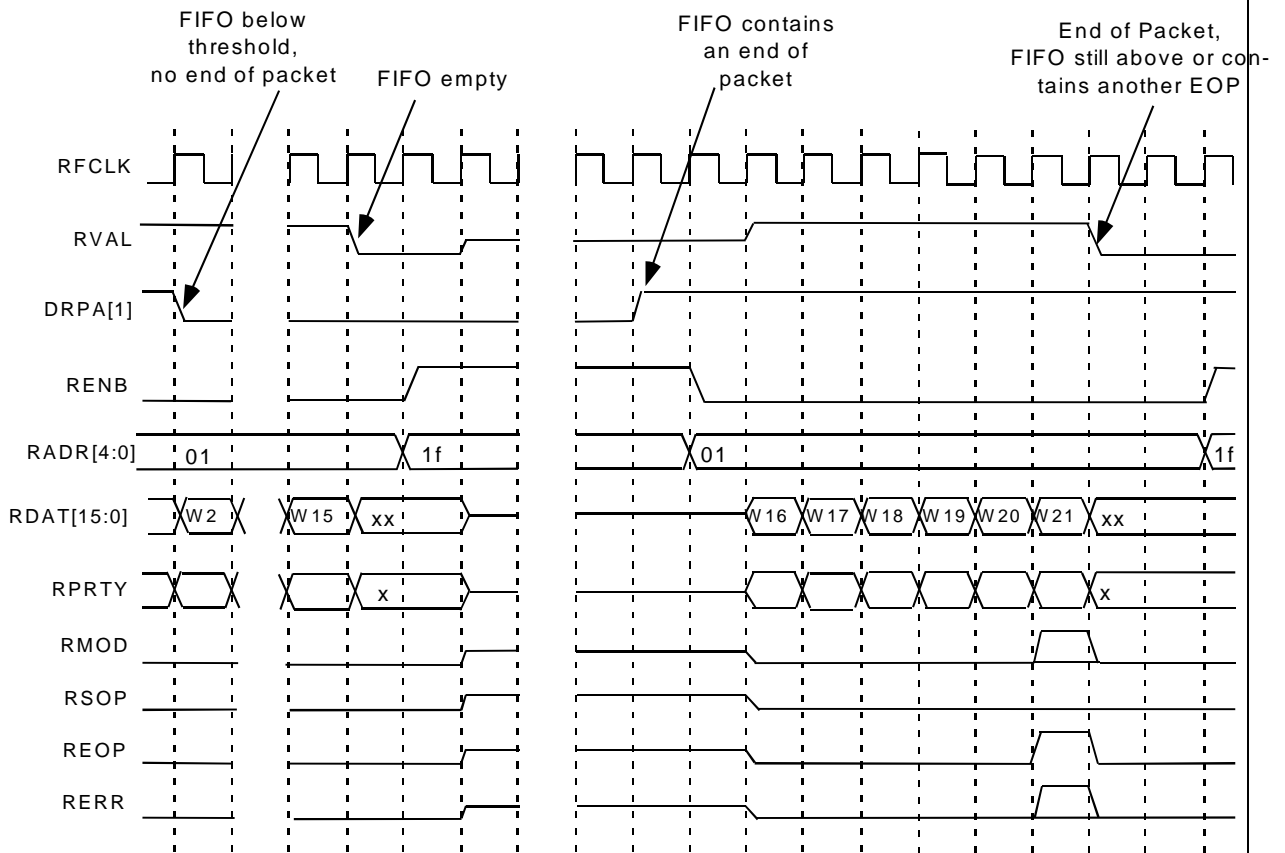 FIFO below
threshold,
no end of packet
FIFO empty
FIFO contains
an end of
packet
End of Packet,
FIFO still above or con-
tains another EOP
RFCLK
RVAL
DRPA[1]
RENB
RADR[4:0] 01 1f 01 1f
RDAT[15:0] W2 W15 xx W16 W17 W18 W19 W20 W21 xx
RPRTY x x
RMOD
RSOP
REOP
RERR